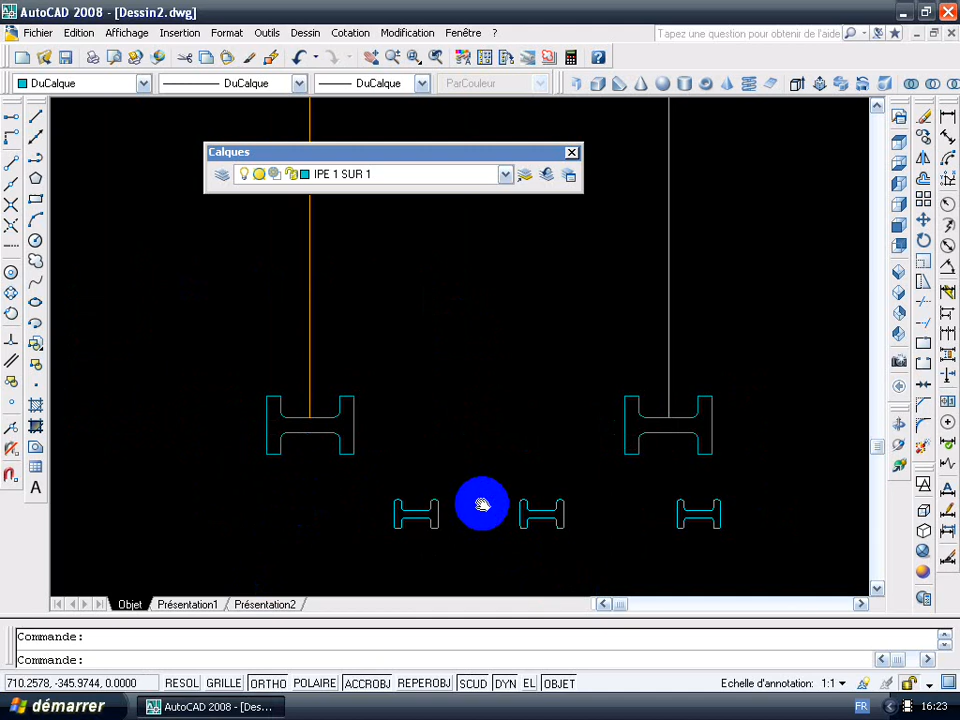 AutoCAD 2008 - [Dessin2.dwg]
Fichier Edition Affichage Insertion Format Outils Dessin Cotation Modification Fenêtre ?
Tapez une question pour obtenir de l'aide
DuCalque DuCalque DuCalque ParCouleur
Calques
IPE 1 SUR 1
A
Objet Présentation1 Présentation2
Commande:
Commande:
710.2578, -345.9744, 0.0000 RESOL GRILLE ORTHO POLAIRE ACCROBJ REPEROBJ SCUD DYN EL OBJET Echelle d'annotation: 1:1
démarrer AutoCAD 2008 - [Des... FR 16:23